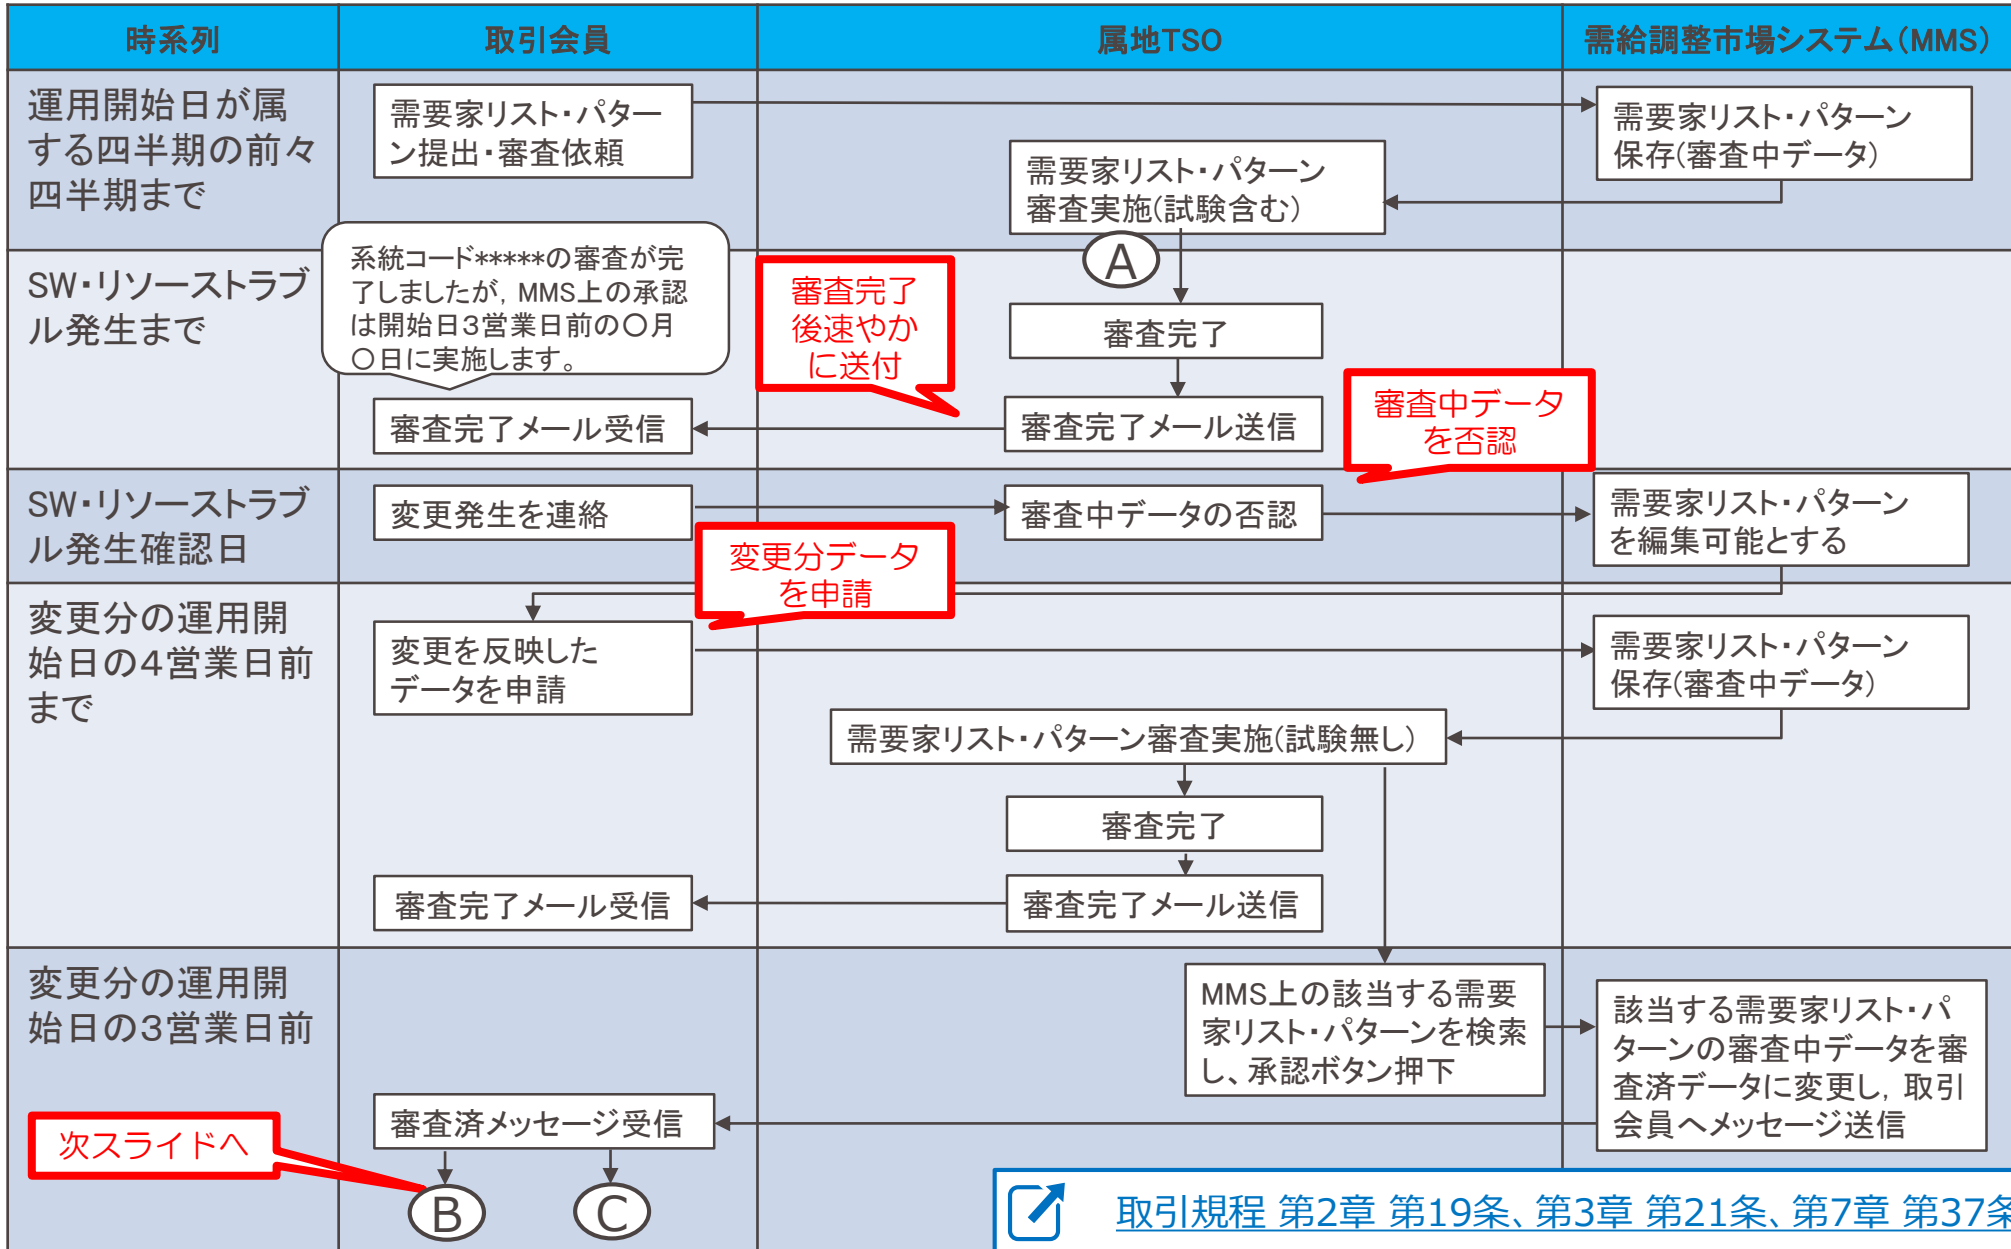 時系列
取引会員
属地TSO
需給調整市場システム(MMS)
運用開始日が属
する四半期の前々
四半期まで
需要家リスト・パター
ン提出・審査依頼
需要家リスト・パターン
保存(審査中データ)
需要家リスト・パターン
審査実施(試験含む)
A
SW・リソーストラブ
ル発生まで
系統コード*****の審査が完
了しましたが, MMS上の承認
は開始日3営業日前の〇月
〇日に実施します。
審査完了
後速やか
に送付
審査完了
審査完了メール受信
審査完了メール送信
審査中データ
を否認
SW・リソーストラブ
ル発生確認日
変更発生を連絡
審査中データの否認
需要家リスト・パターン
を編集可能とする
変更分データ
を申請
変更分の運用開
始日の4営業日前
まで
変更を反映した
データを申請
需要家リスト・パターン
保存(審査中データ)
需要家リスト・パターン審査実施(試験無し)
審査完了
審査完了メール受信
審査完了メール送信
変更分の運用開
始日の3営業日前
MMS上の該当する需要
家リスト・パターンを検索
し、承認ボタン押下
該当する需要家リスト・パ
ターンの審査中データを審
査済データに変更し, 取引
会員へメッセージ送信
審査済メッセージ受信
次スライドへ
B
C
取引規程 第2章 第19条、第3章 第21条、第7章 第37条